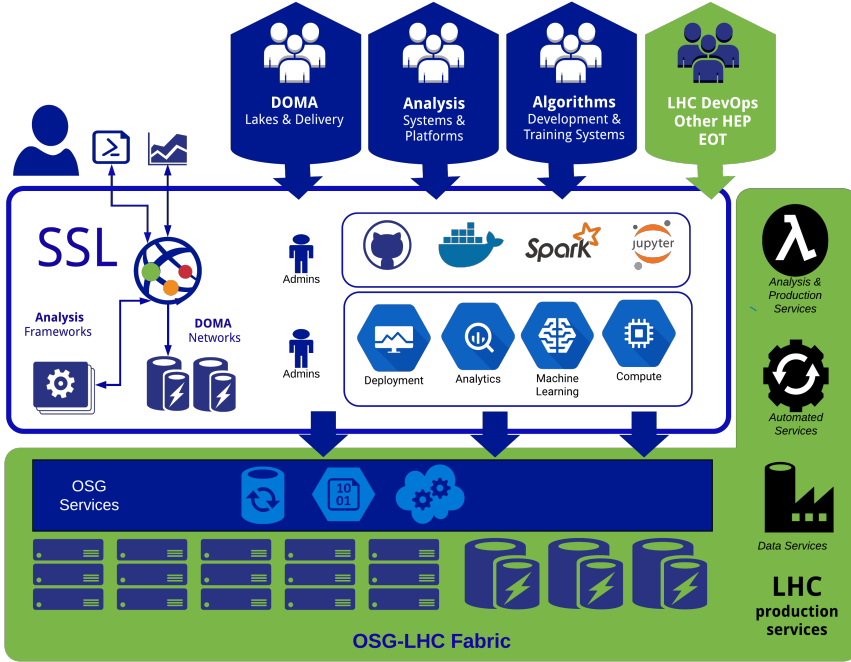 DOMA
Lakes & Delivery
Analysis
Systems &
Platforms
Algorithms
Development &
Training Systems
LHC DevOps
Other HEP
EOT
SSL
Admins
Spark
jupyter
Analysis
Frameworks
DOMA
Networks
Admins
Deployment
Analytics
Machine
Learning
Compute
λ
Analysis &
Production
Services
Automated
Services
Data Services
LHC
production
services
OSG
Services
10
01
OSG-LHC Fabric